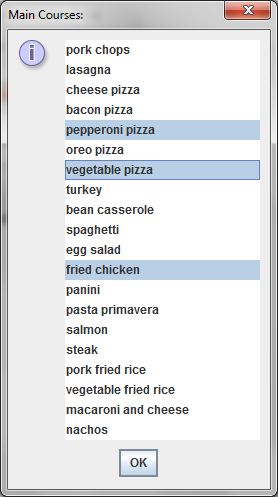 Main Courses:
pork chops
lasagna
cheese pizza
bacon pizza
pepperoni pizza
oreo pizza
vegetable pizza
turkey
bean casserole
spaghetti
egg salad
fried chicken
panini
pasta primavera
salmon
steak
pork fried rice
vegetable fried rice
macaroni and cheese
nachos
OK